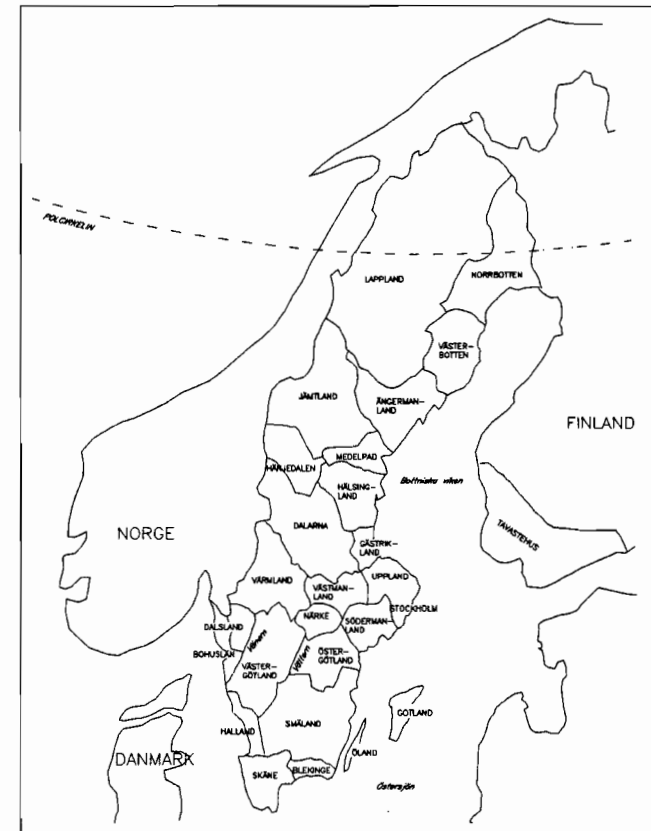 POLCIRKELN
LAPPLAND
NORRBOTTEN
VÄSTER-
BOTTEN
JÄMTLAND
ÅNGERMAN-
LAND
FINLAND
MEDELPAD
HÄRJEDALEN
HÄLSING-
LAND
Bottniska viken
NORGE
DALARNA
TAVASTEHUS
GÄSTRIK-
LAND
VÄRMLAND
VÄSTMAN-
LAND
UPPLAND
STOCKHOLM
NÄRKE
SÖDERMAN-
LAND
DALSLAND
Vänern
BOHUSLÄN
VÄSTER-
GÖTLAND
Vättern
ÖSTER-
GÖTLAND
GOTLAND
SMÅLAND
HALLAND
ÖLAND
DANMARK
SKÅNE
BLEKINGE
Östersjön